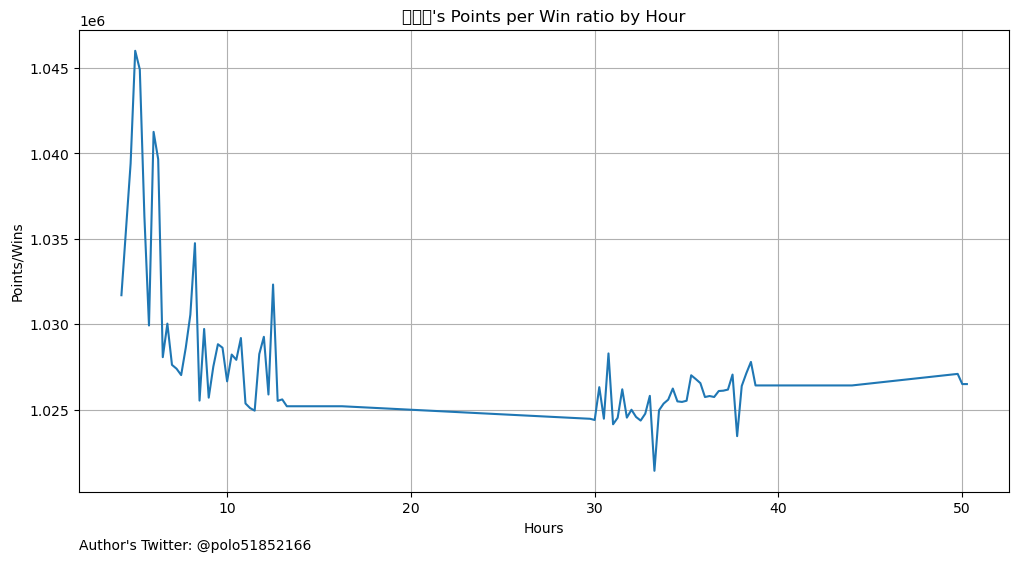 1e6
's Points per Win ratio by Hour
1.045
1.040
1.035
1.030
1.025
Points/Wins
10 20 30 40 50
Hours
Author's Twitter: @polo51852166